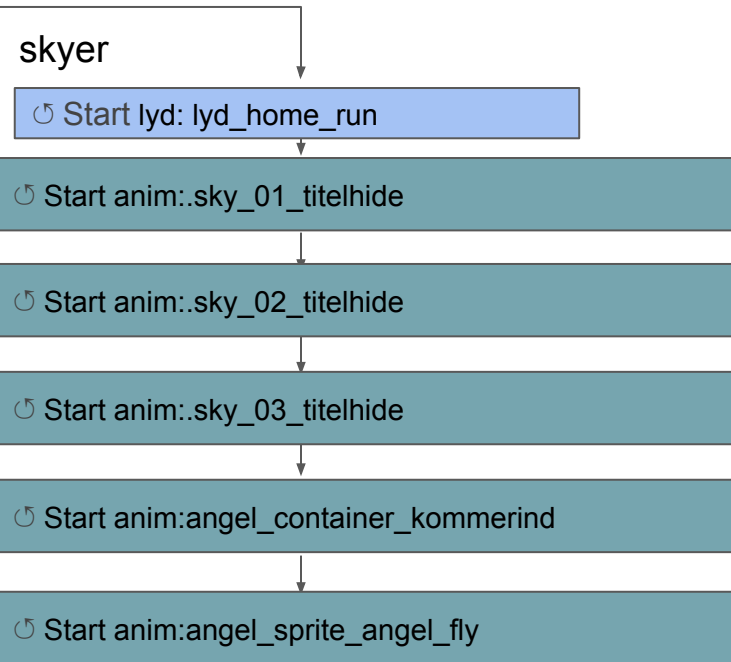 skyer
↺ Start lyd: lyd_home_run
↺ Start anim:.sky_01_titelhide
↺ Start anim:.sky_02_titelhide
↺ Start anim:.sky_03_titelhide
↺ Start anim:angel_container_kommerind
↺ Start anim:angel_sprite_angel_fly